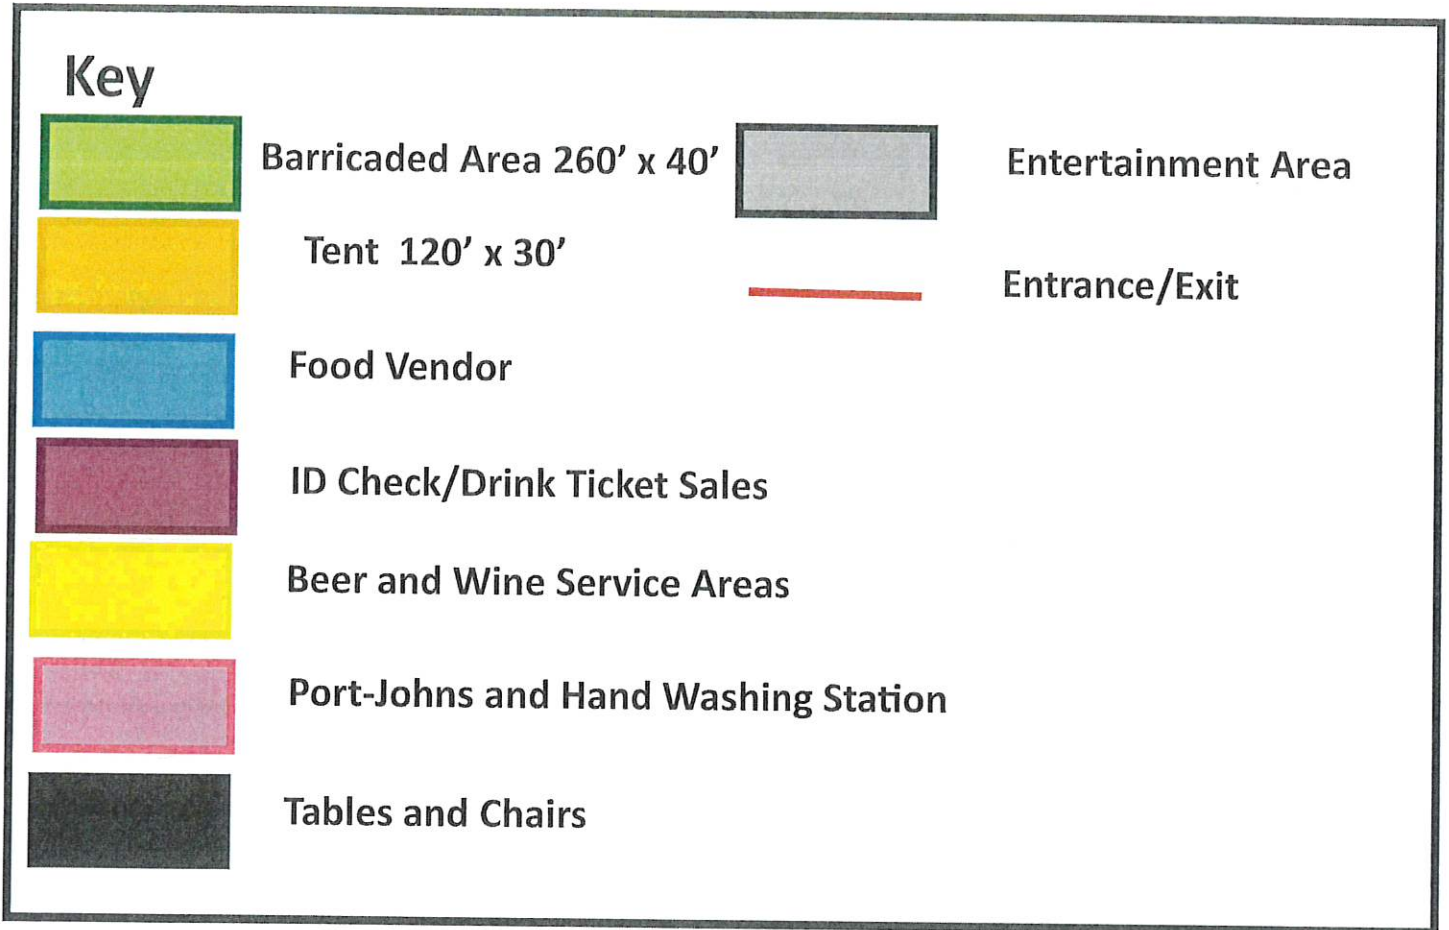 Key
Barricaded Area 260’ x 40’
Tent 120’ x 30’
Food Vendor
ID Check/Drink Ticket Sales
Beer and Wine Service Areas
Port-Johns and Hand Washing Station
Tables and Chairs
Entertainment Area
Entrance/Exit